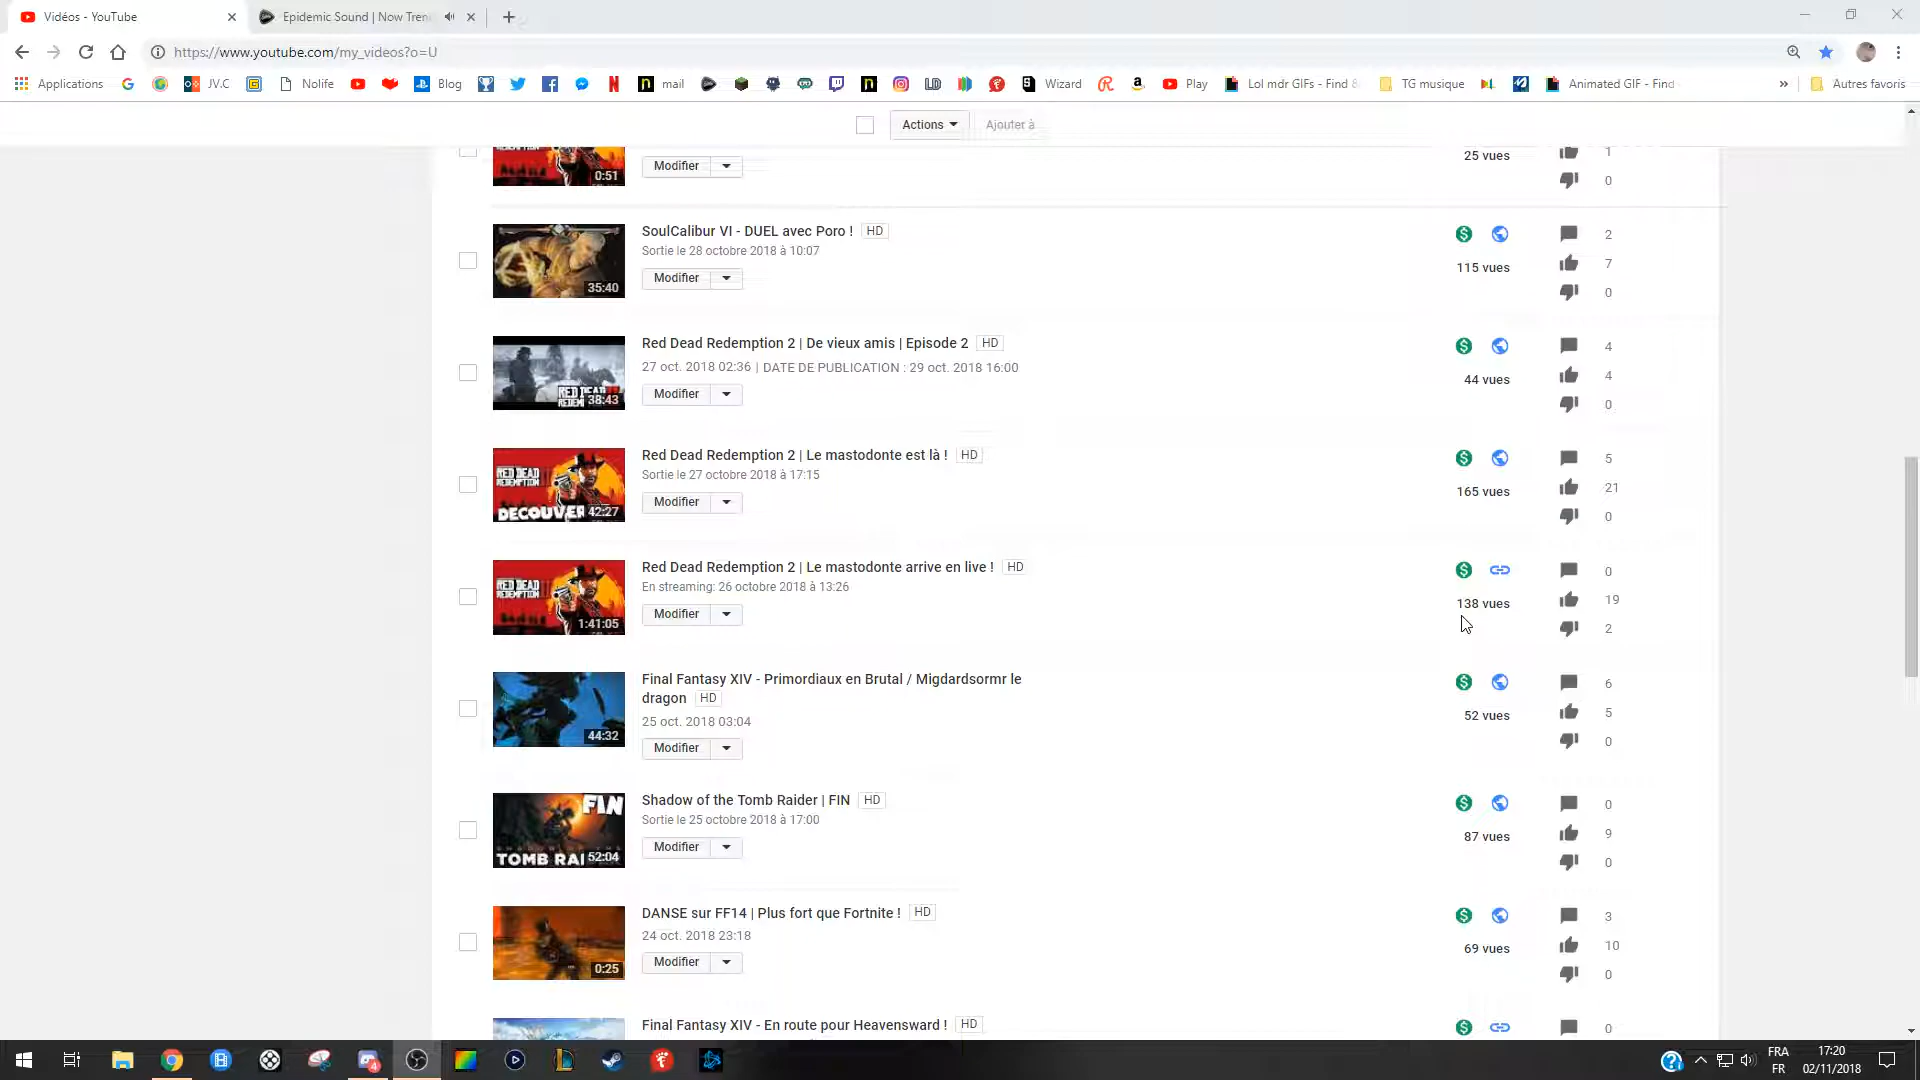 Vidéos - YouTube
Epidemic Sound | Now Tren
https://www.youtube.com/my_videos?o=U
Applications JV.C Nolife Blog mail Wizard Play Lol mdr GIFs - Find & TG musique Animated GIF - Find » Autres favoris
Actions Ajouter à
0:51
Modifier
25 vues
1
0
SoulCalibur VI - DUEL avec Poro ! HD
Sortie le 28 octobre 2018 à 10:07
Modifier
35:40
115 vues
2
7
0
Red Dead Redemption 2 | De vieux amis | Episode 2 HD
27 oct. 2018 02:36 | DATE DE PUBLICATION : 29 oct. 2018 16:00
Modifier
38:43
44 vues
4
4
0
Red Dead Redemption 2 | Le mastodonte est là ! HD
Sortie le 27 octobre 2018 à 17:15
Modifier
RED DEAD
REDEMPTION
DECOUVER 42:27
165 vues
5
21
0
Red Dead Redemption 2 | Le mastodonte arrive en live ! HD
En streaming: 26 octobre 2018 à 13:26
Modifier
RED DEAD
REDEMPTION
1:41:05
138 vues
0
19
2
Final Fantasy XIV - Primordiaux en Brutal / Migdardsormr le
dragon HD
25 oct. 2018 03:04
Modifier
44:32
52 vues
6
5
0
Shadow of the Tomb Raider | FIN HD
Sortie le 25 octobre 2018 à 17:00
Modifier
FIN
TOMB RAI 52:04
87 vues
0
9
0
DANSE sur FF14 | Plus fort que Fortnite ! HD
24 oct. 2018 23:18
Modifier
0:25
69 vues
3
10
0
Final Fantasy XIV - En route pour Heavensward ! HD
0
FRA
FR
17:20
02/11/2018